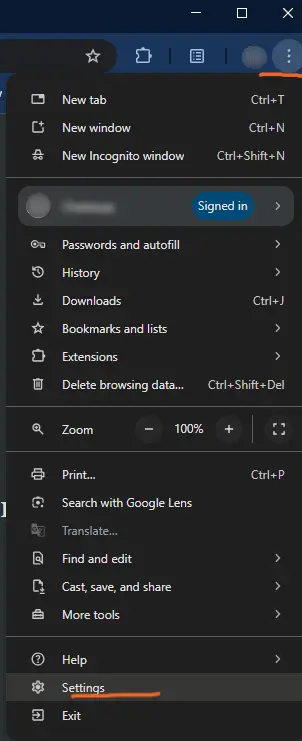 New tab Ctrl+T
New window Ctrl+N
New Incognito window Ctrl+Shift+N
Signed in
Passwords and autofill
History
Downloads Ctrl+J
Bookmarks and lists
Extensions
Delete browsing data... Ctrl+Shift+Del
Zoom − 100% +
Print... Ctrl+P
Search with Google Lens
Translate...
Find and edit
Cast, save, and share
More tools
Help
Settings
Exit